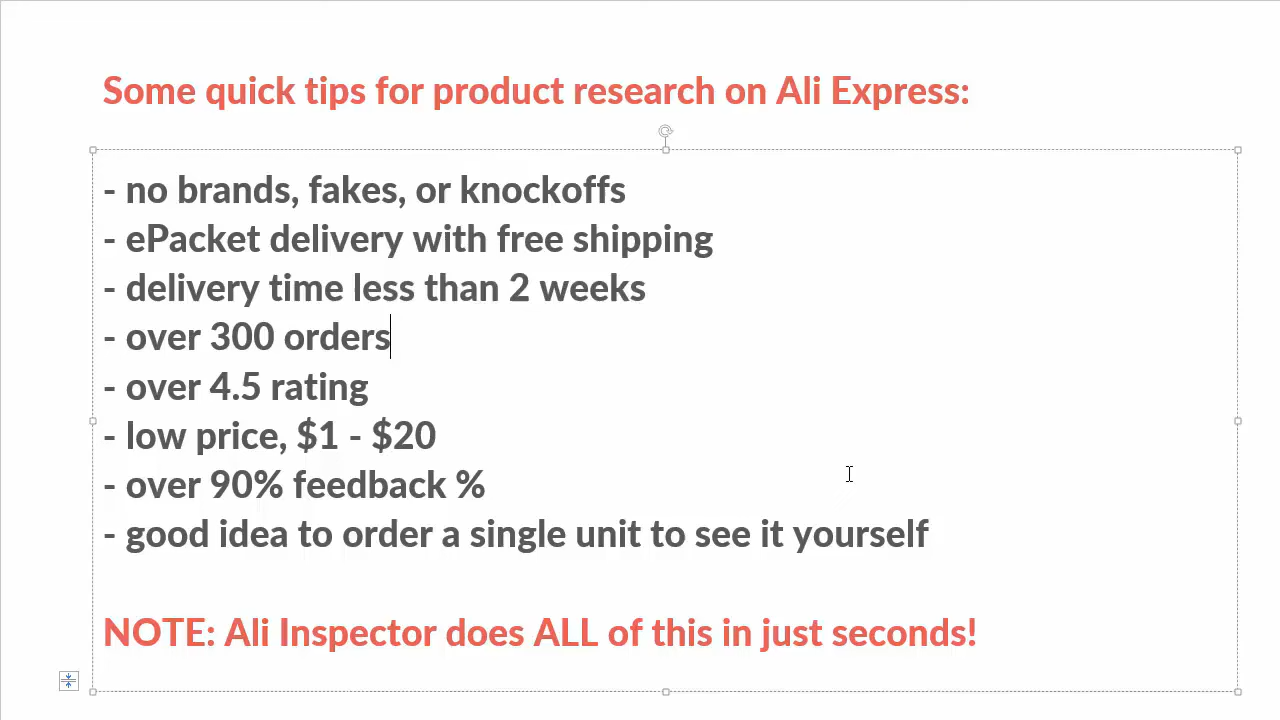 Some quick tips for product research on Ali Express:
- no brands, fakes, or knockoffs
- ePacket delivery with free shipping
- delivery time less than 2 weeks
- over 300 orders
- over 4.5 rating
- low price, $1 - $20
- over 90% feedback %
- good idea to order a single unit to see it yourself
NOTE: Ali Inspector does ALL of this in just seconds!